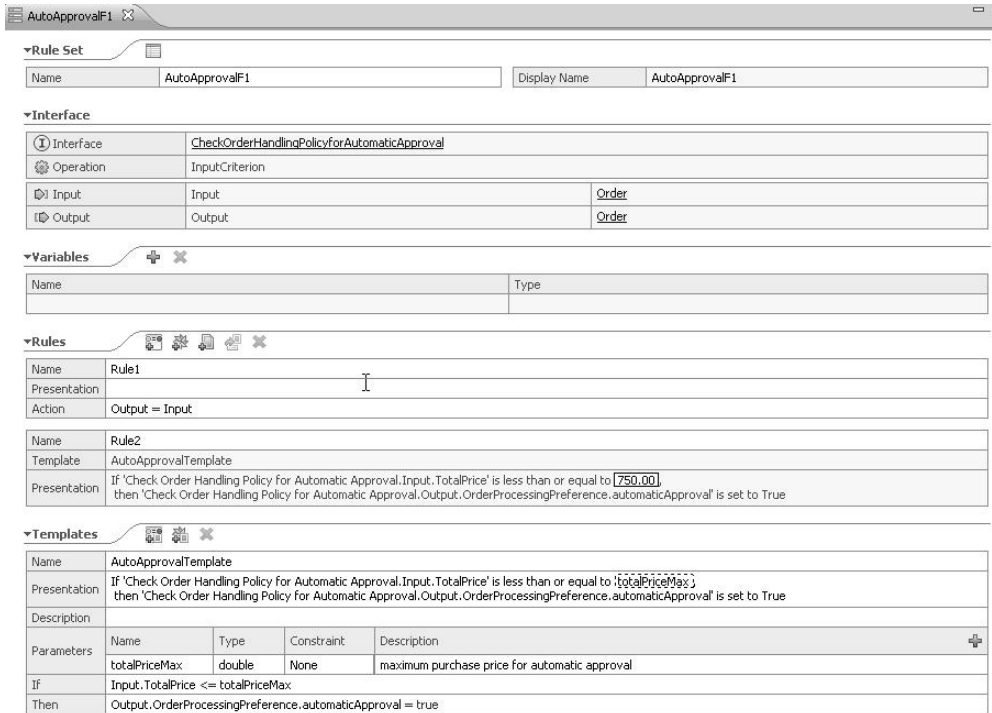 AutoApprovalF1
Rule Set
Name AutoApprovalF1 Display Name AutoApprovalF1
Interface
Interface CheckOrderHandlingPolicyforAutomaticApproval
Operation InputCriterion
Input Input Order
Output Output Order
Variables
Name Type
Rules
Name Rule1
Presentation
Action Output = Input
Name Rule2
Template AutoApprovalTemplate
Presentation If 'Check Order Handling Policy for Automatic Approval.Input.TotalPrice' is less than or equal to 750.00,
then 'Check Order Handling Policy for Automatic Approval.Output.OrderProcessingPreference.automaticApproval' is set to True
Templates
Name AutoApprovalTemplate
Presentation If 'Check Order Handling Policy for Automatic Approval.Input.TotalPrice' is less than or equal to totalPriceMax,
then 'Check Order Handling Policy for Automatic Approval.Output.OrderProcessingPreference.automaticApproval' is set to True
Description
Parameters Name Type Constraint Description
totalPriceMax double None maximum purchase price for automatic approval
If Input.TotalPrice <= totalPriceMax
Then Output.OrderProcessingPreference.automaticApproval = true